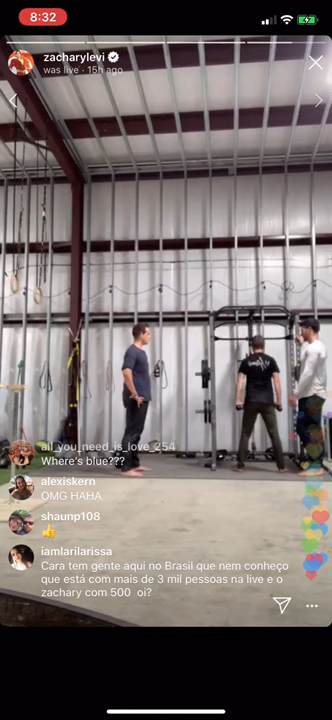 8:32
zacharylevi
was live · 15h ago
all_you_need_is_love_254
Where's blue???
alexiskern
OMG HAHA
shaunp108
👍
iamlarilarissa
Cara tem gente aqui no Brasil que nem conheço
que está com mais de 3 mil pessoas na live e o
zachary com 500 oi?